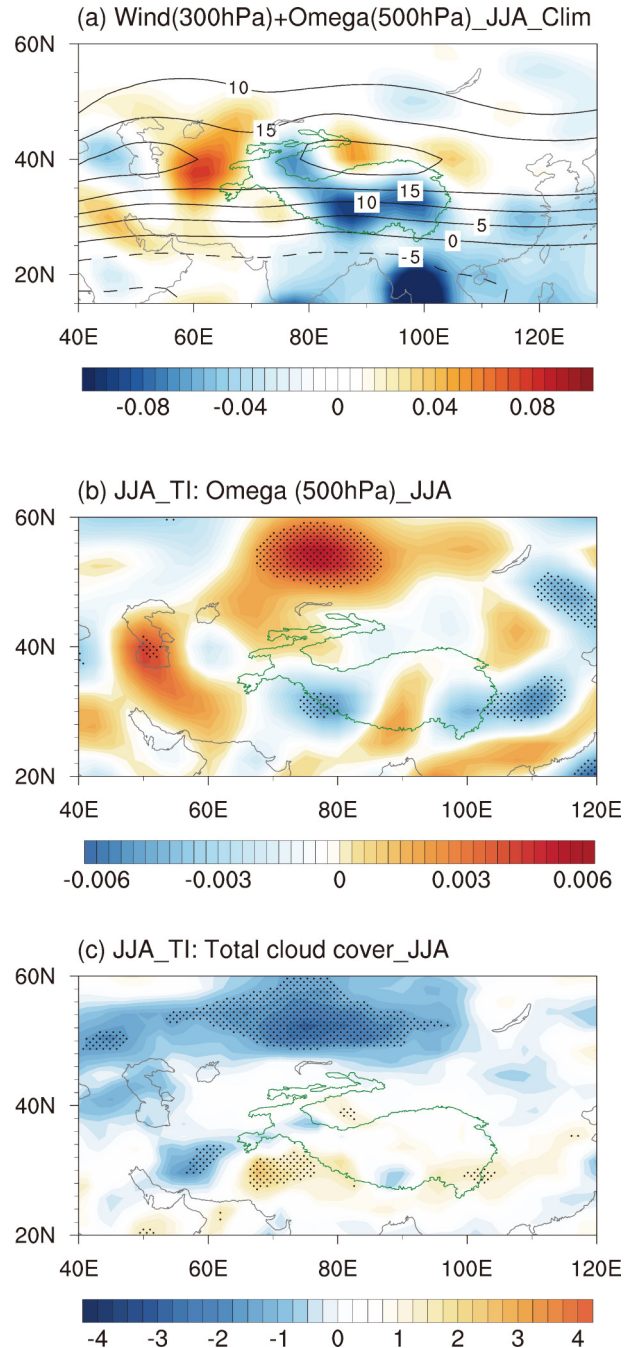 (a) Wind(300hPa)+Omega(500hPa)_JJA_Clim
60N
10
15
40N
15
10
5
0
-5
20N
40E 60E 80E 100E 120E
-0.08 -0.04 0 0.04 0.08
(b) JJA_TI: Omega (500hPa)_JJA
60N
40N
20N
40E 60E 80E 100E 120E
-0.006 -0.003 0 0.003 0.006
(c) JJA_TI: Total cloud cover_JJA
60N
40N
20N
40E 60E 80E 100E 120E
-4 -3 -2 -1 0 1 2 3 4